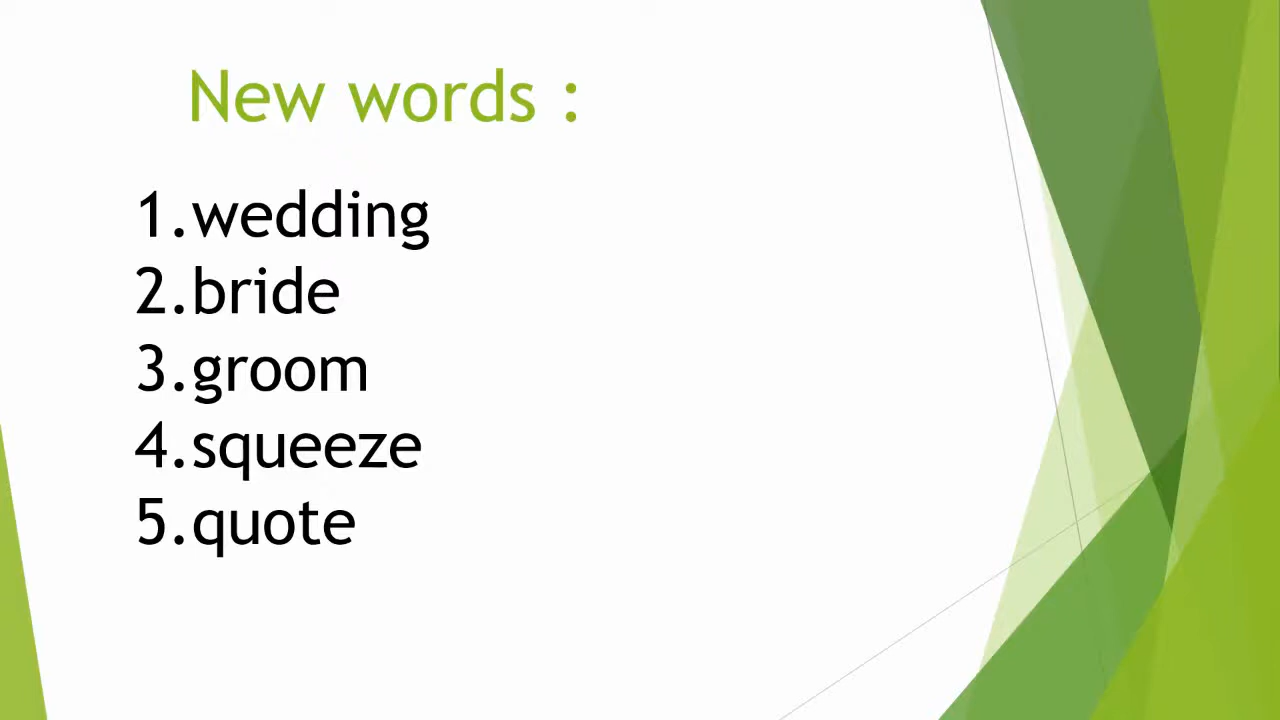 New words :
1.wedding
2.bride
3.groom
4.squeeze
5.quote